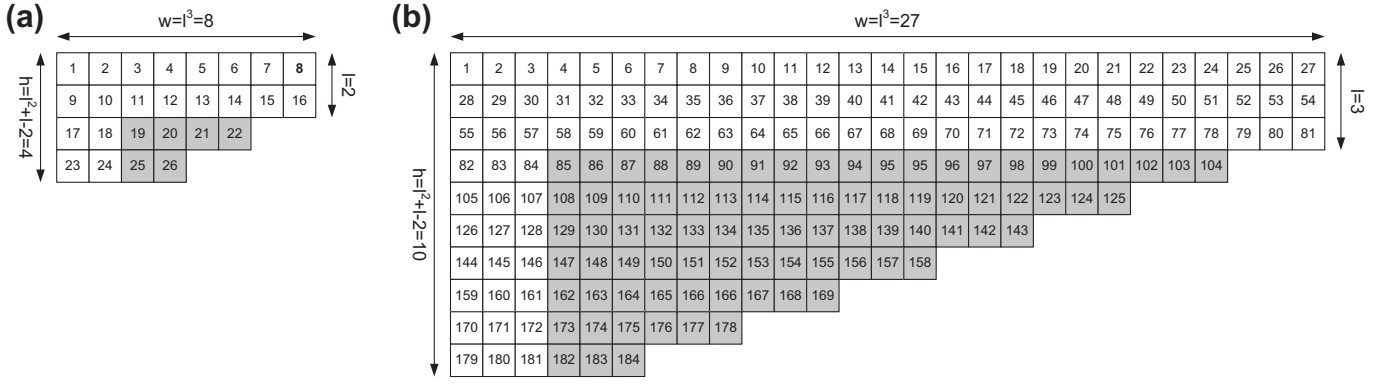 (a)
w=l³=8
h=l²+l-2=4
l=2
1 2 3 4 5 6 7 8
9 10 11 12 13 14 15 16
17 18 19 20 21 22
23 24 25 26
(b)
w=l³=27
h=l²+l-2=10
l=3
1 2 3 4 5 6 7 8 9 10 11 12 13 14 15 16 17 18 19 20 21 22 23 24 25 26 27
28 29 30 31 32 33 34 35 36 37 38 39 40 41 42 43 44 45 46 47 48 49 50 51 52 53 54
55 56 57 58 59 60 61 62 63 64 65 66 67 68 69 70 71 72 73 74 75 76 77 78 79 80 81
82 83 84 85 86 87 88 89 90 91 92 93 94 95 95 96 97 98 99 100 101 102 103 104
105 106 107 108 109 110 111 112 113 114 115 116 117 118 119 120 121 122 123 124 125
126 127 128 129 130 131 132 133 134 135 136 137 138 139 140 141 142 143
144 145 146 147 148 149 150 151 152 153 154 155 156 157 158
159 160 161 162 163 164 165 166 166 167 168 169
170 171 172 173 174 175 176 177 178
179 180 181 182 183 184